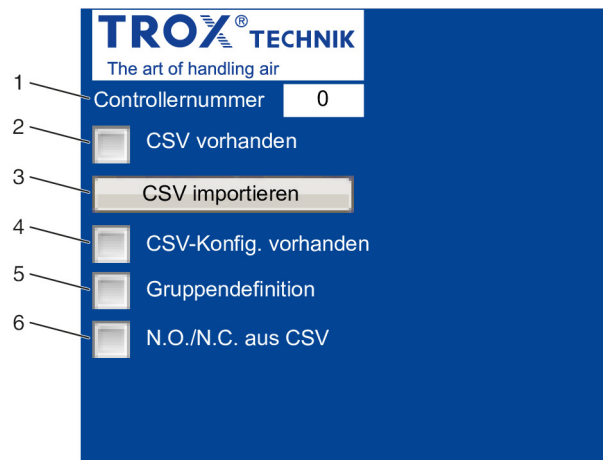 TROX® TECHNIK
The art of handling air
1 Controllernummer 0
2 CSV vorhanden
3 CSV importieren
4 CSV-Konfig. vorhanden
5 Gruppendefinition
6 N.O./N.C. aus CSV